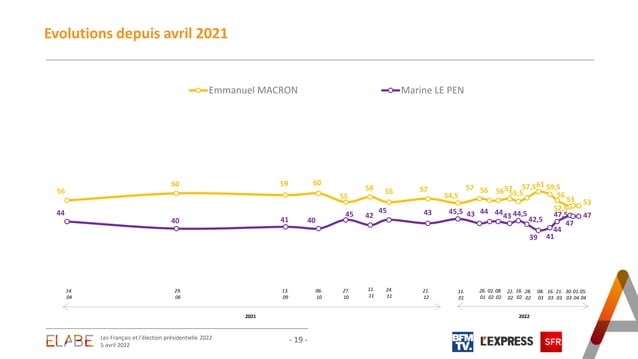 Evolutions depuis avril 2021
Emmanuel MACRON Marine LE PEN
56 60 59 60 55 58 55 57 54,5 57 56 56 57 55,5 57,5 61 59,5 56 52,5 53 53
44 40 41 40 45 42 45 43 45,5 43 44 44 43 44,5 42,5 39 41 44 47,5 47 47
14. 29. 13. 06. 27. 11. 24. 21. 11. 26. 02. 08. 22. 16. 28. 08. 16. 21. 30. 01. 05.
04 06 09 10 10 11 11 12 01 01 02 02 02 02 02 03 03 03 03 04 04
2021 2022
ELABE
Les Français et l'élection présidentielle 2022
5 avril 2022
- 19 -
BFM
TV.
L'EXPRESS
SFR